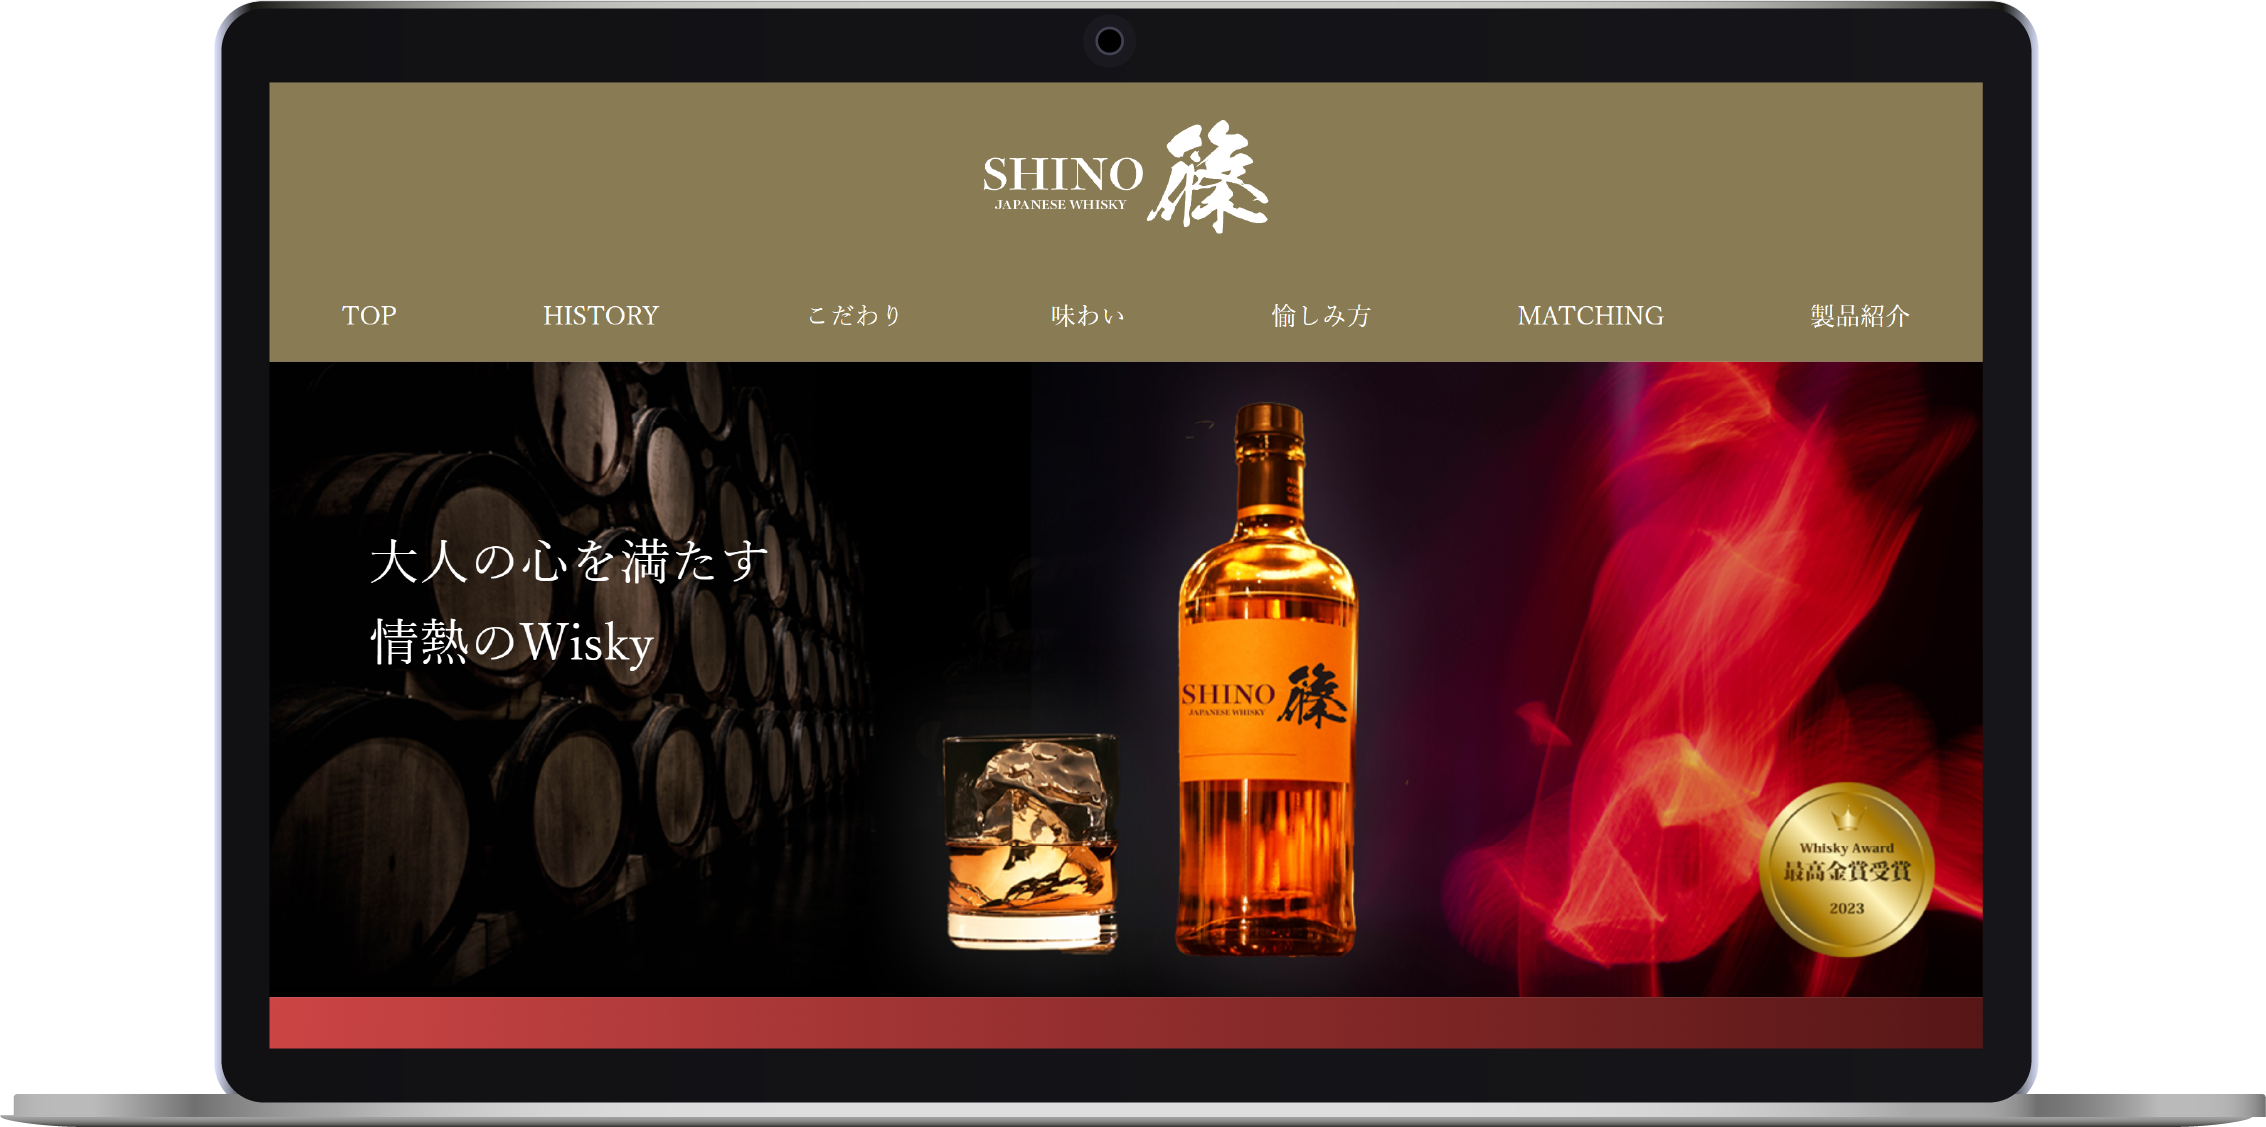 SHINO 篠
JAPANESE WHISKY
TOP HISTORY こだわり 味わい 愉しみ方 MATCHING 製品紹介
大人の心を満たす
情熱のWisky
SHINO 篠
JAPANESE WHISKY
Whisky Award
最高金賞受賞
2023